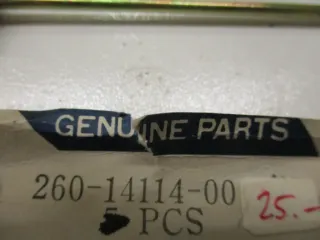 GENUINE PARTS
260-14114-00
5 PCS
25.-